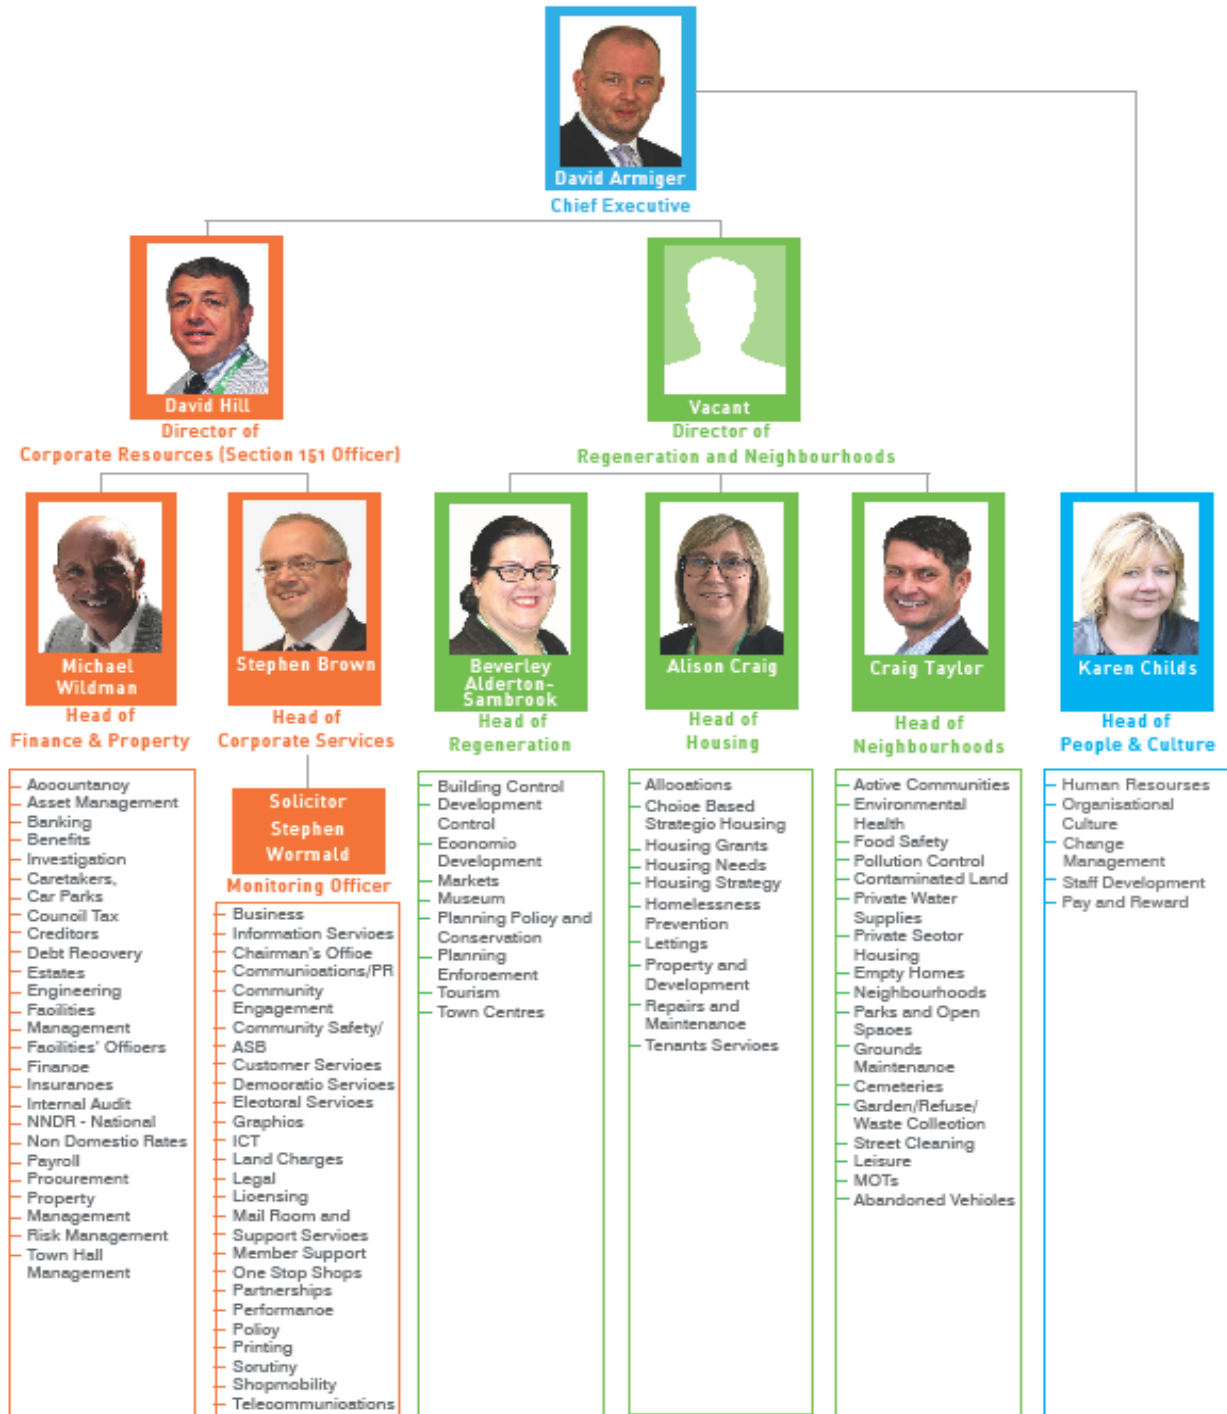 David Armiger
Chief Executive
David Hill
Director of
Corporate Resources (Section 151 Officer)
Vacant
Director of
Regeneration and Neighbourhoods
Michael
Wildman
Head of
Finance & Property
Accountancy
Asset Management
Banking
Benefits
Investigation
Caretakers,
Car Parks
Council Tax
Creditors
Debt Recovery
Estates
Engineering
Facilities
Management
Facilities' Officers
Finance
Insurances
Internal Audit
NNDR - National
Non Domestic Rates
Payroll
Procurement
Property
Management
Risk Management
Town Hall
Management
Stephen Brown
Head of
Corporate Services
Solicitor
Stephen
Wormald
Monitoring Officer
Business
Information Services
Chairman's Office
Communications/PR
Community
Engagement
Community Safety/
ASB
Customer Services
Democratic Services
Electoral Services
Graphics
ICT
Land Charges
Legal
Licensing
Mail Room and
Support Services
Member Support
One Stop Shops
Partnerships
Performance
Policy
Printing
Scrutiny
Shopmobility
Telecommunications
Beverley
Alderton-
Sambrook
Head of
Regeneration
Building Control
Development
Control
Economic
Development
Markets
Museum
Planning Policy and
Conservation
Planning
Enforcement
Tourism
Town Centres
Alison Craig
Head of
Housing
Allocations
Choice Based
Strategic Housing
Housing Grants
Housing Needs
Housing Strategy
Homelessness
Prevention
Lettings
Property and
Development
Repairs and
Maintenance
Tenants Services
Craig Taylor
Head of
Neighbourhoods
Active Communities
Environmental
Health
Food Safety
Pollution Control
Contaminated Land
Private Water
Supplies
Private Sector
Housing
Empty Homes
Neighbourhoods
Parks and Open
Spaces
Grounds
Maintenance
Cemeteries
Garden/Refuse/
Waste Collection
Street Cleaning
Leisure
MOTs
Abandoned Vehicles
Karen Childs
Head of
People & Culture
Human Resourses
Organisational
Culture
Change
Management
Staff Development
Pay and Reward